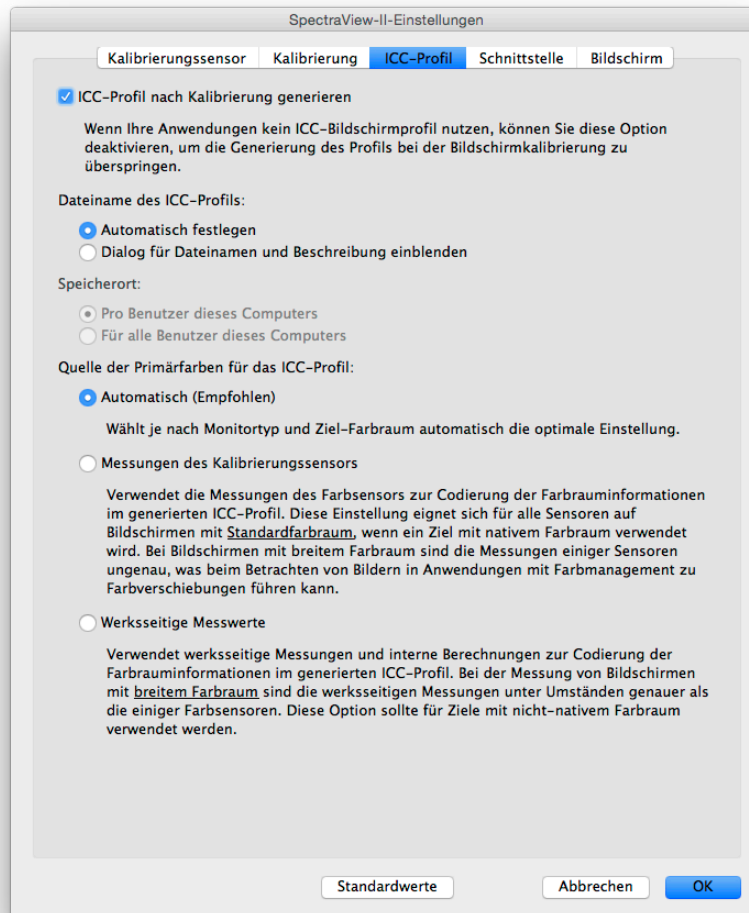 SpectraView-II-Einstellungen
Kalibrierungssensor Kalibrierung ICC-Profil Schnittstelle Bildschirm
ICC-Profil nach Kalibrierung generieren
Wenn Ihre Anwendungen kein ICC-Bildschirmprofil nutzen, können Sie diese Option
deaktivieren, um die Generierung des Profils bei der Bildschirmkalibrierung zu
überspringen.
Dateiname des ICC-Profils:
Automatisch festlegen
Dialog für Dateinamen und Beschreibung einblenden
Speicherort:
Pro Benutzer dieses Computers
Für alle Benutzer dieses Computers
Quelle der Primärfarben für das ICC-Profil:
Automatisch (Empfohlen)
Wählt je nach Monitortyp und Ziel-Farbraum automatisch die optimale Einstellung.
Messungen des Kalibrierungssensors
Verwendet die Messungen des Farbsensors zur Codierung der Farbrauminformationen
im generierten ICC-Profil. Diese Einstellung eignet sich für alle Sensoren auf
Bildschirmen mit Standardfarbraum, wenn ein Ziel mit nativem Farbraum verwendet
wird. Bei Bildschirmen mit breitem Farbraum sind die Messungen einiger Sensoren
ungenau, was beim Betrachten von Bildern in Anwendungen mit Farbmanagement zu
Farbverschiebungen führen kann.
Werksseitige Messwerte
Verwendet werksseitige Messungen und interne Berechnungen zur Codierung der
Farbrauminformationen im generierten ICC-Profil. Bei der Messung von Bildschirmen
mit breitem Farbraum sind die werksseitigen Messungen unter Umständen genauer als
die einiger Farbsensoren. Diese Option sollte für Ziele mit nicht-nativem Farbraum
verwendet werden.
Standardwerte Abbrechen OK